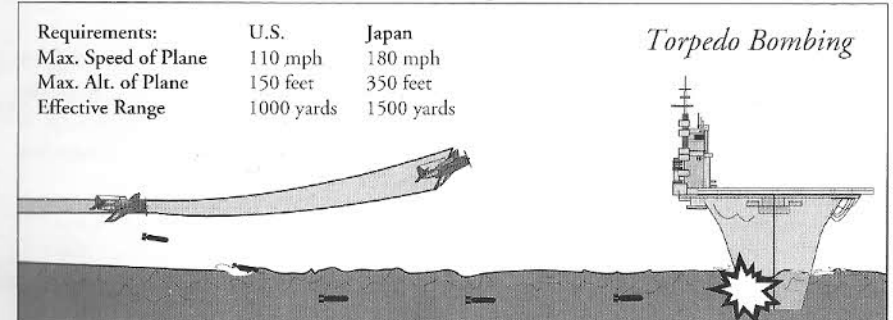 Requirements: U.S. Japan
Max. Speed of Plane 110 mph 180 mph
Max. Alt. of Plane 150 feet 350 feet
Effective Range 1000 yards 1500 yards
Torpedo Bombing